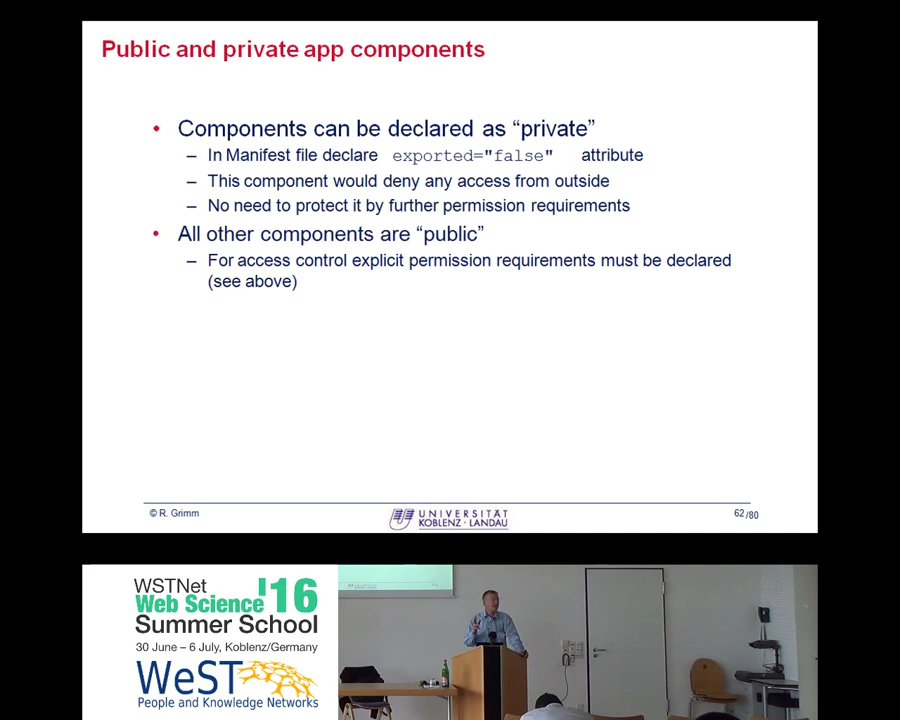 Public and private app components
• Components can be declared as “private”
– In Manifest file declare exported="false" attribute
– This component would deny any access from outside
– No need to protect it by further permission requirements
• All other components are “public”
– For access control explicit permission requirements must be declared
(see above)
© R. Grimm
UNIVERSITÄT
KOBLENZ · LANDAU
62/80
WSTNet
Web Science '16
Summer School
30 June – 6 July, Koblenz/Germany
WeST
People and Knowledge Networks